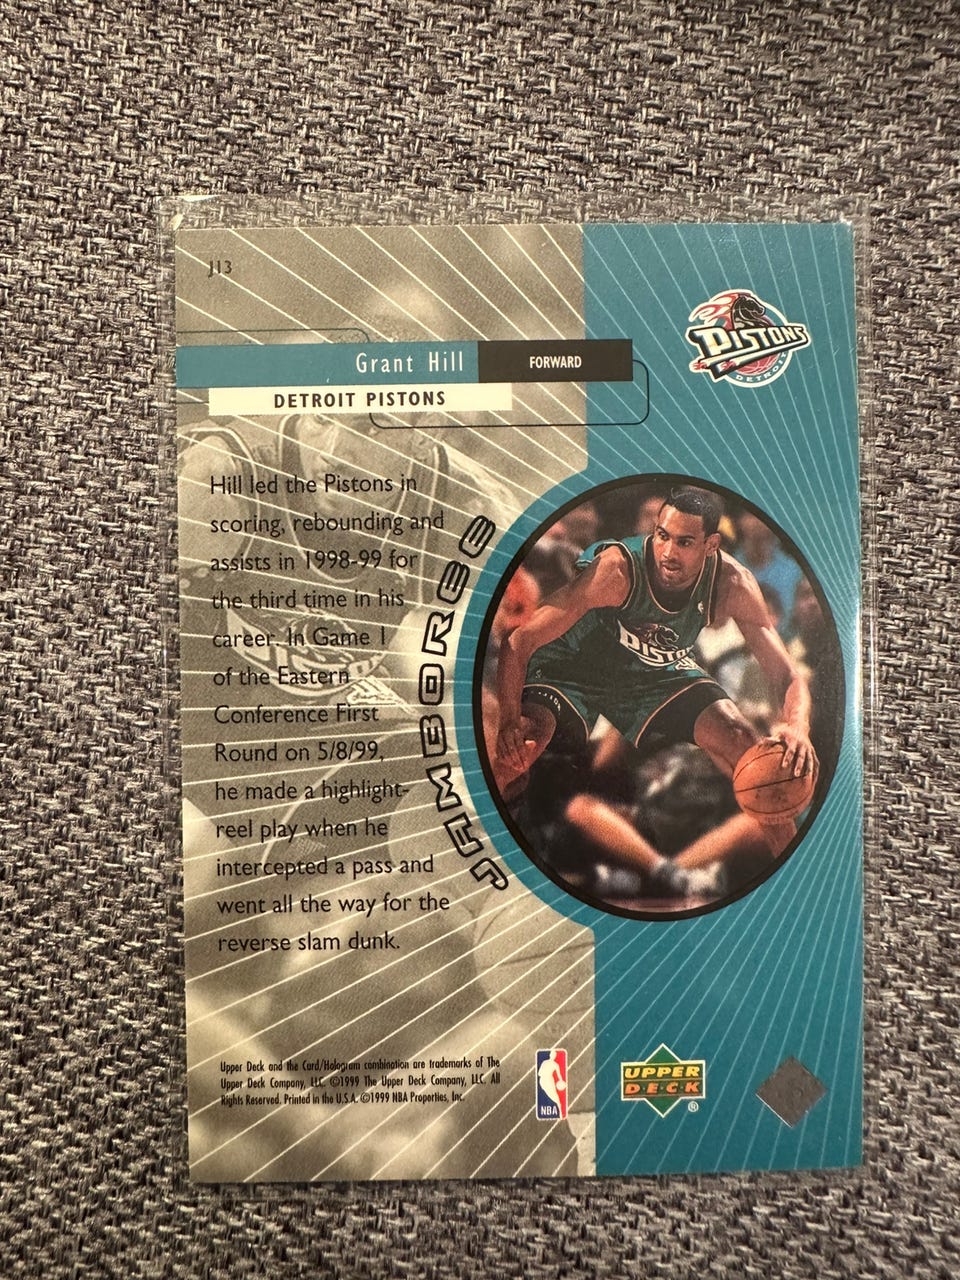 J13
PISTONS
DETROIT
Grant Hill
FORWARD
DETROIT PISTONS
Hill led the Pistons in
scoring, rebounding and
assists in 1998-99 for
the third time in his
career. In Game 1
of the Eastern
Conference First
Round on 5/8/99,
he made a highlight-
reel play when he
intercepted a pass and
went all the way for the
reverse slam dunk.
JAMBOREE
PISTONS
Upper Deck and the Card/Hologram combination are trademarks of The
Upper Deck Company, LLC. ©1999 The Upper Deck Company, LLC. All
Rights Reserved. Printed in the U.S.A. ©1999 NBA Properties, Inc.
NBA
UPPER
DECK
®